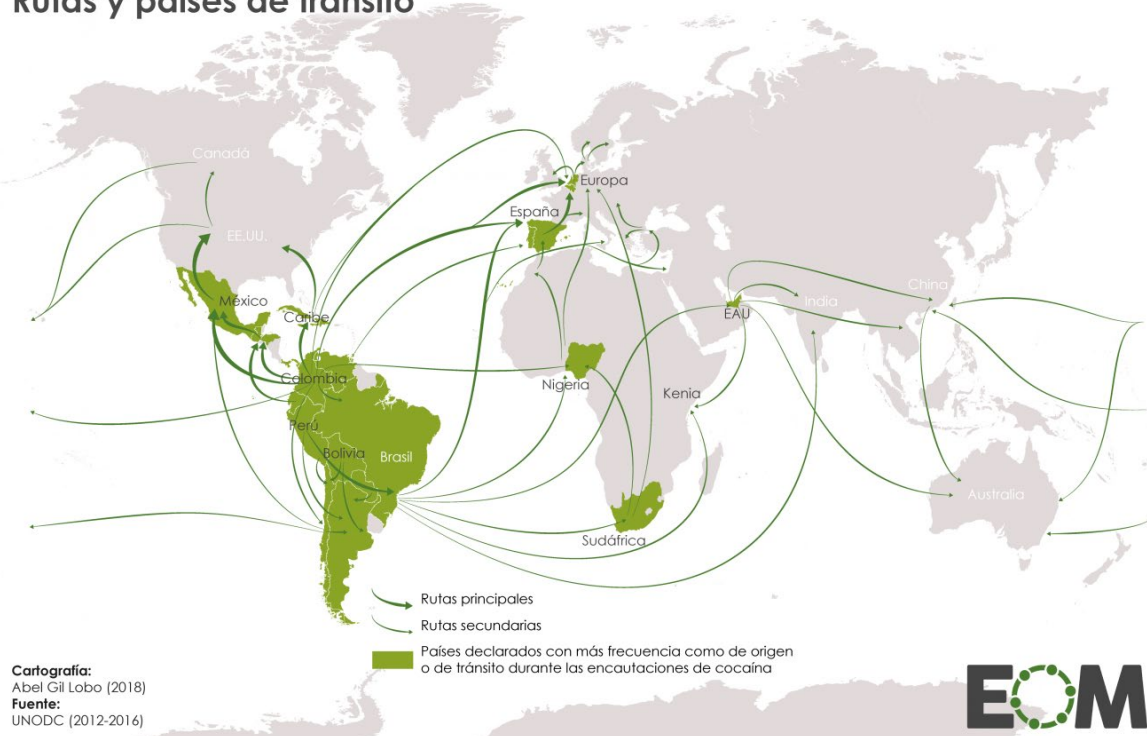 Rutas y países de tránsito
Canadá
Europa
España
EE.UU.
China
México
India
Caribe
EAU
Colombia
Nigeria
Kenia
Perú
Bolivia
Brasil
Australia
Sudáfrica
Rutas principales
Rutas secundarias
Países declarados con más frecuencia como de origen
o de tránsito durante las encautaciones de cocaína
Cartografía:
Abel Gil Lobo (2018)
Fuente:
UNODC (2012-2016)
EOM